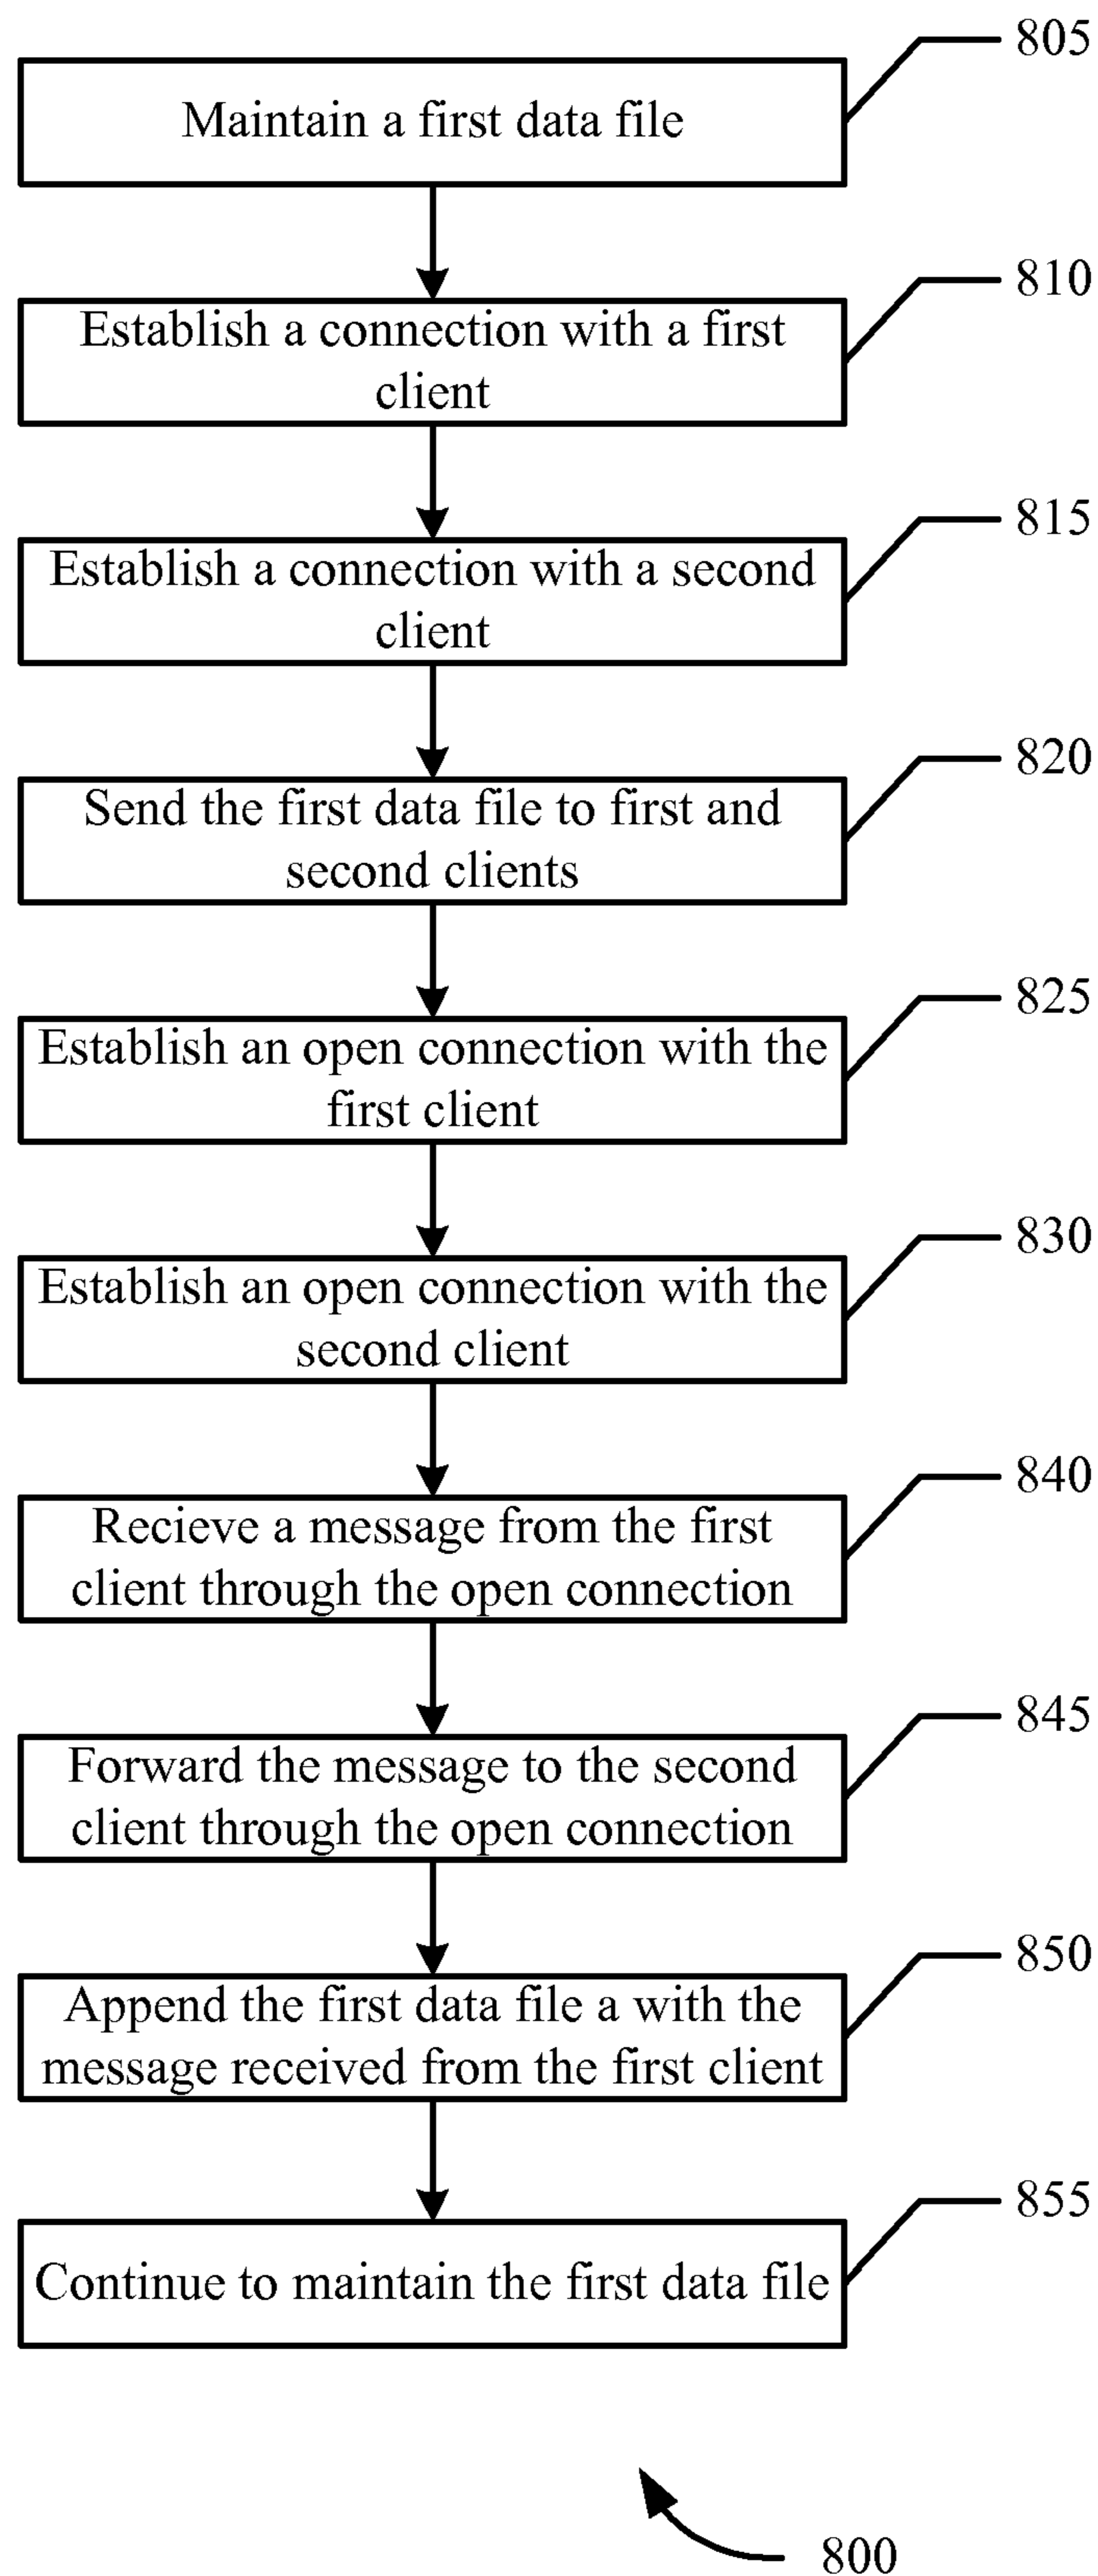 805
Maintain a first data file
810
Establish a connection with a first
client
815
Establish a connection with a second
client
820
Send the first data file to first and
second clients
825
Establish an open connection with the
first client
830
Establish an open connection with the
second client
840
Recieve a message from the first
client through the open connection
845
Forward the message to the second
client through the open connection
850
Append the first data file a with the
message received from the first client
855
Continue to maintain the first data file
800